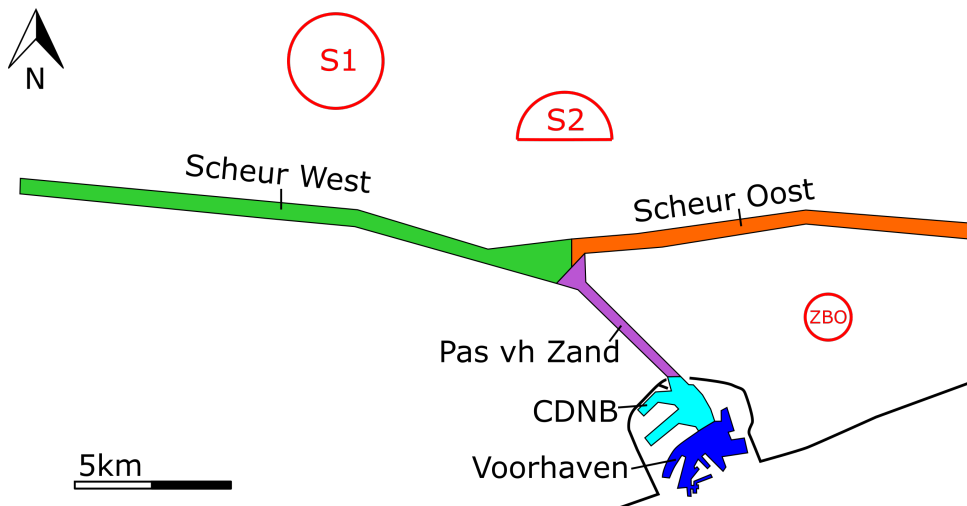 S1
N
S2
Scheur West
Scheur Oost
ZBO
Pas vh Zand
CDNB
Voorhaven
5km